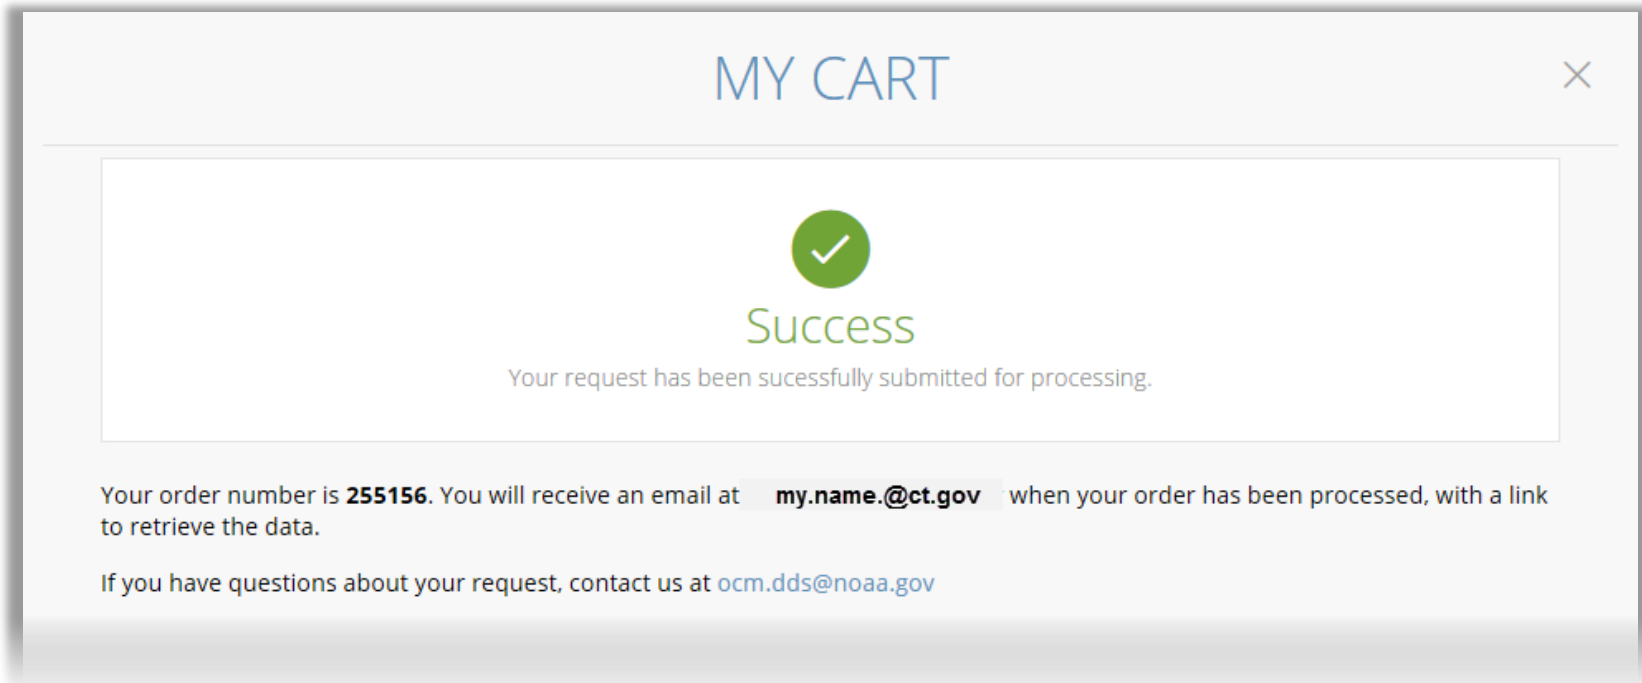 MY CART
Success
Your request has been sucessfully submitted for processing.
Your order number is 255156. You will receive an email at my.name.@ct.gov when your order has been processed, with a link
to retrieve the data.
If you have questions about your request, contact us at ocm.dds@noaa.gov